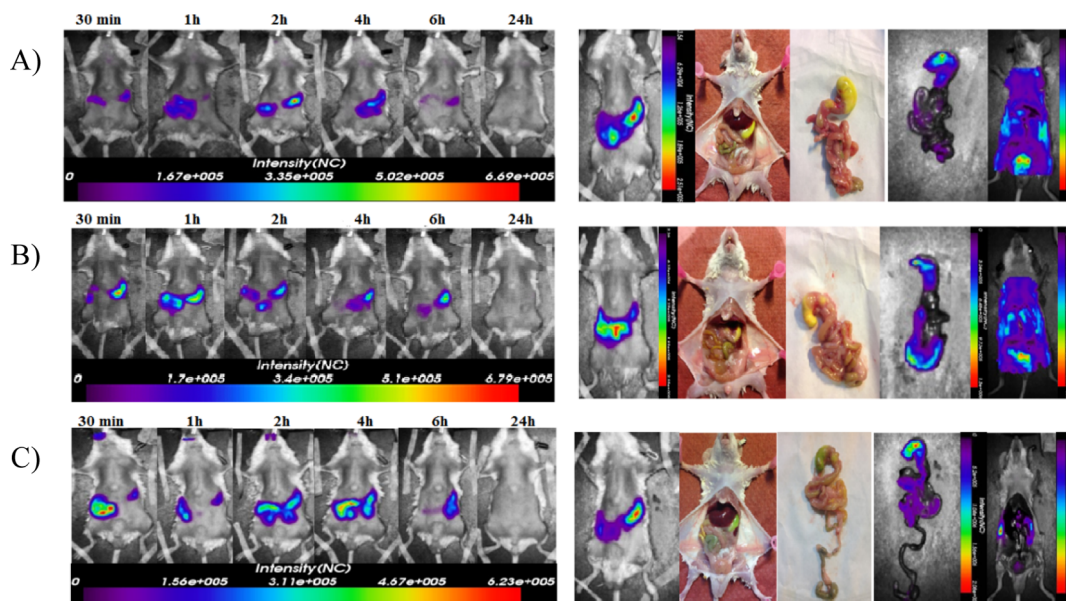 30 min 1h 2h 4h 6h 24h
A)
Intensity(NC)
0 1.67e+005 3.35e+005 5.02e+005 6.69e+005
Intensity(NC)
30 min 1h 2h 4h 6h 24h
B)
Intensity(NC)
0 1.7e+005 3.4e+005 5.1e+005 6.79e+005
30 min 1h 2h 4h 6h 24h
C)
Intensity(NC)
0 1.56e+005 3.11e+005 4.67e+005 6.23e+005